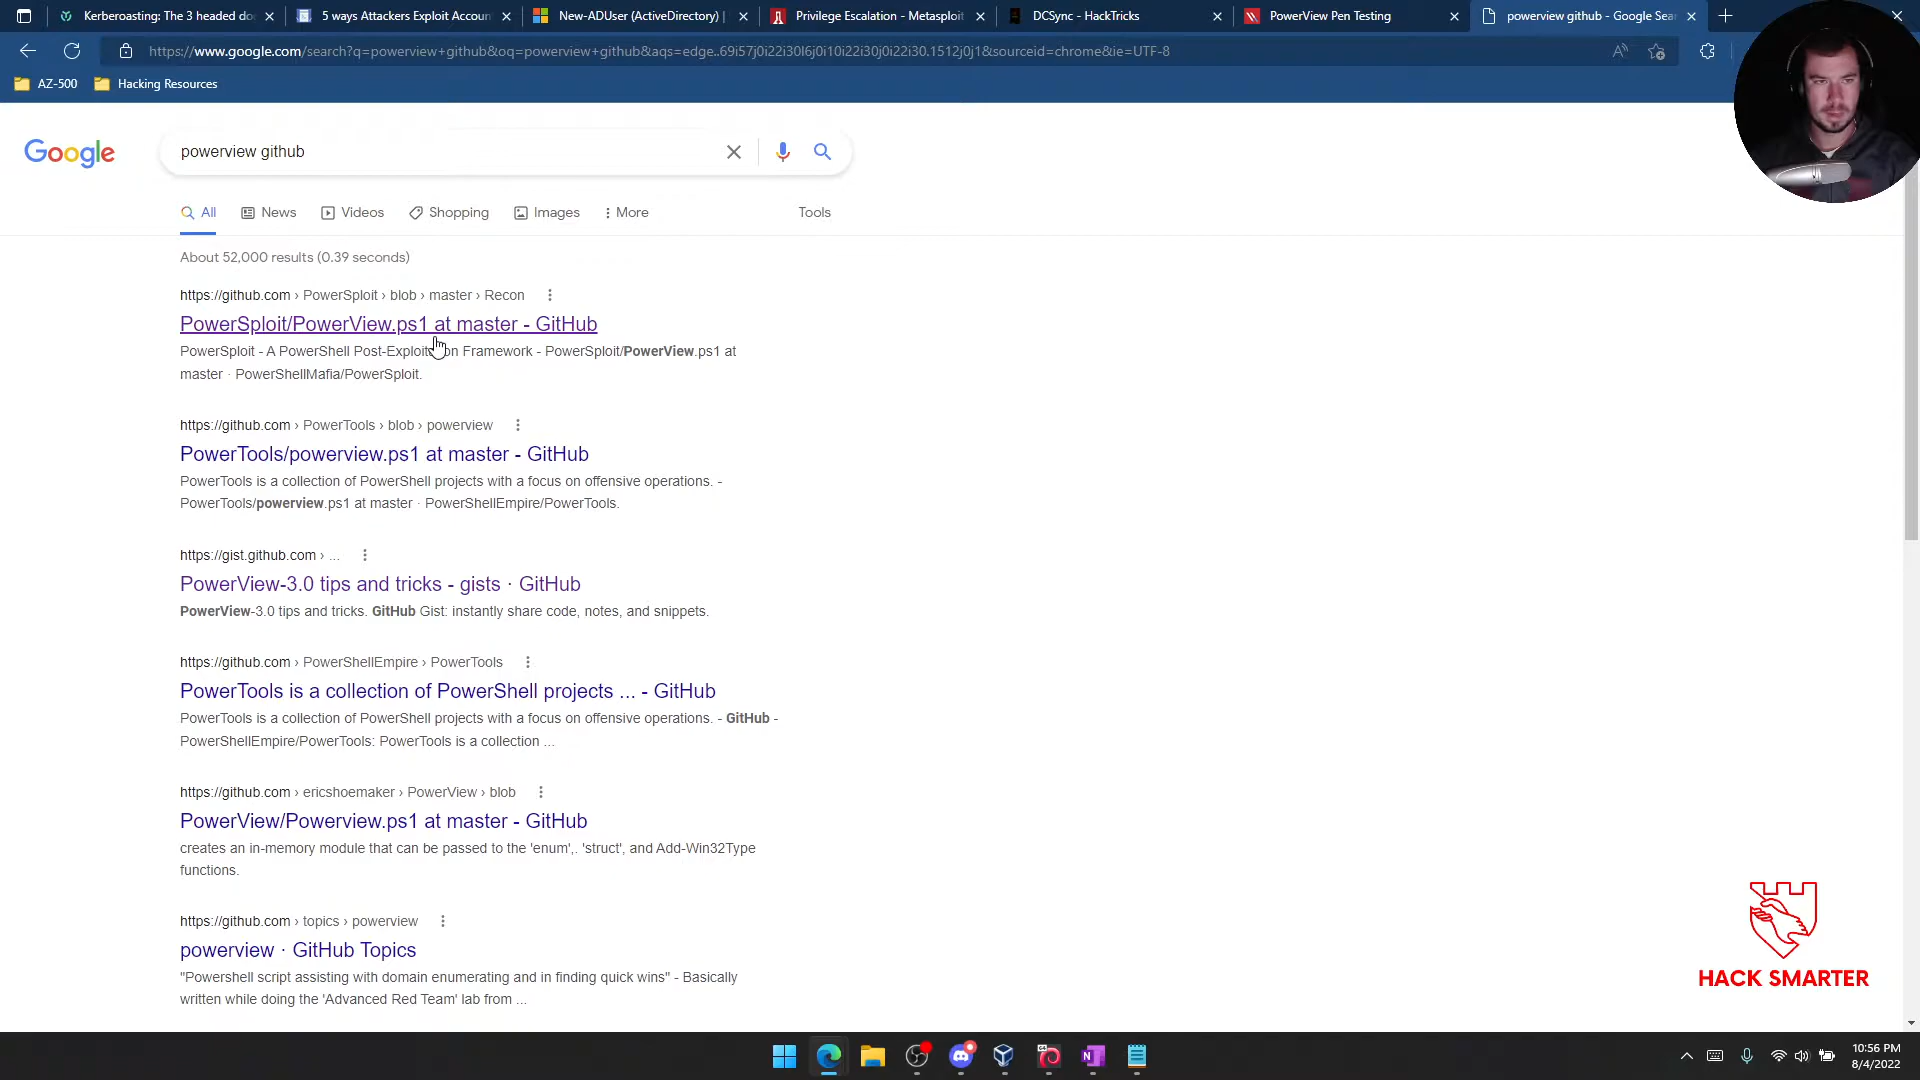 Kerberoasting: The 3 headed do
5 ways Attackers Exploit Accoun
New-ADUser (ActiveDirectory) |
Privilege Escalation - Metasploit
DCSync - HackTricks
PowerView Pen Testing
powerview github - Google Sea
https://www.google.com/search?q=powerview+github&oq=powerview+github&aqs=edge..69i57j0i22i30l6j0i10i22i30j0i22i30.1512j0j1&sourceid=chrome&ie=UTF-8
AZ-500
Hacking Resources
Google
powerview github
All
News
Videos
Shopping
Images
More
Tools
About 52,000 results (0.39 seconds)
https://github.com › PowerSploit › blob › master › Recon
PowerSploit/PowerView.ps1 at master - GitHub
PowerSploit - A PowerShell Post-Exploitation Framework - PowerSploit/PowerView.ps1 at
master · PowerShellMafia/PowerSploit.
https://github.com › PowerTools › blob › powerview
PowerTools/powerview.ps1 at master - GitHub
PowerTools is a collection of PowerShell projects with a focus on offensive operations. -
PowerTools/powerview.ps1 at master · PowerShellEmpire/PowerTools.
https://gist.github.com › ...
PowerView-3.0 tips and tricks - gists · GitHub
PowerView-3.0 tips and tricks. GitHub Gist: instantly share code, notes, and snippets.
https://github.com › PowerShellEmpire › PowerTools
PowerTools is a collection of PowerShell projects ... - GitHub
PowerTools is a collection of PowerShell projects with a focus on offensive operations. - GitHub -
PowerShellEmpire/PowerTools: PowerTools is a collection ...
https://github.com › ericshoemaker › PowerView › blob
PowerView/Powerview.ps1 at master - GitHub
creates an in-memory module that can be passed to the 'enum',. 'struct', and Add-Win32Type
functions.
https://github.com › topics › powerview
powerview · GitHub Topics
"Powershell script assisting with domain enumerating and in finding quick wins" - Basically
written while doing the 'Advanced Red Team' lab from ...
HACK SMARTER
10:56 PM
8/4/2022